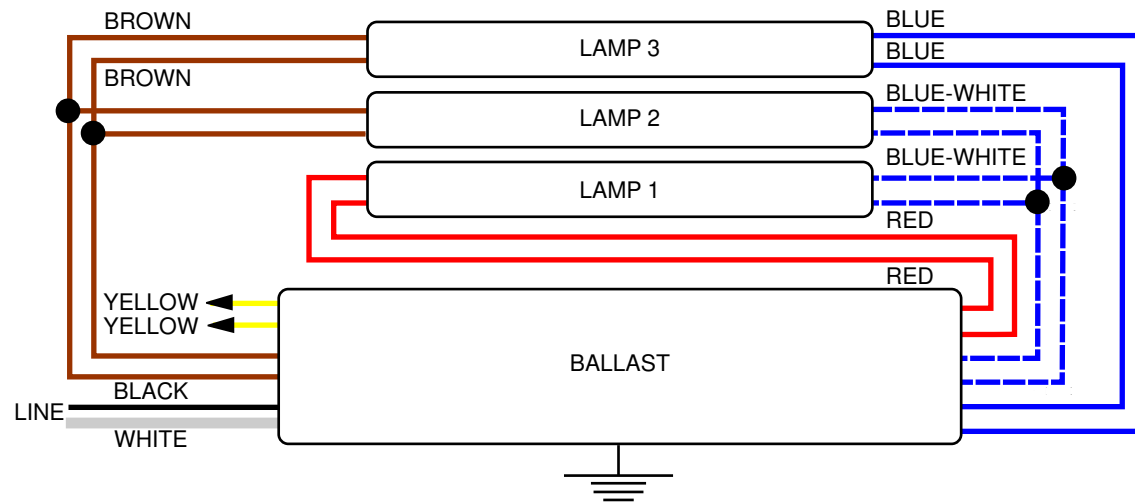 BROWN
BLUE
LAMP 3
BLUE
BROWN
BLUE-WHITE
LAMP 2
BLUE-WHITE
LAMP 1
RED
RED
YELLOW
YELLOW
BALLAST
BLACK
LINE
WHITE